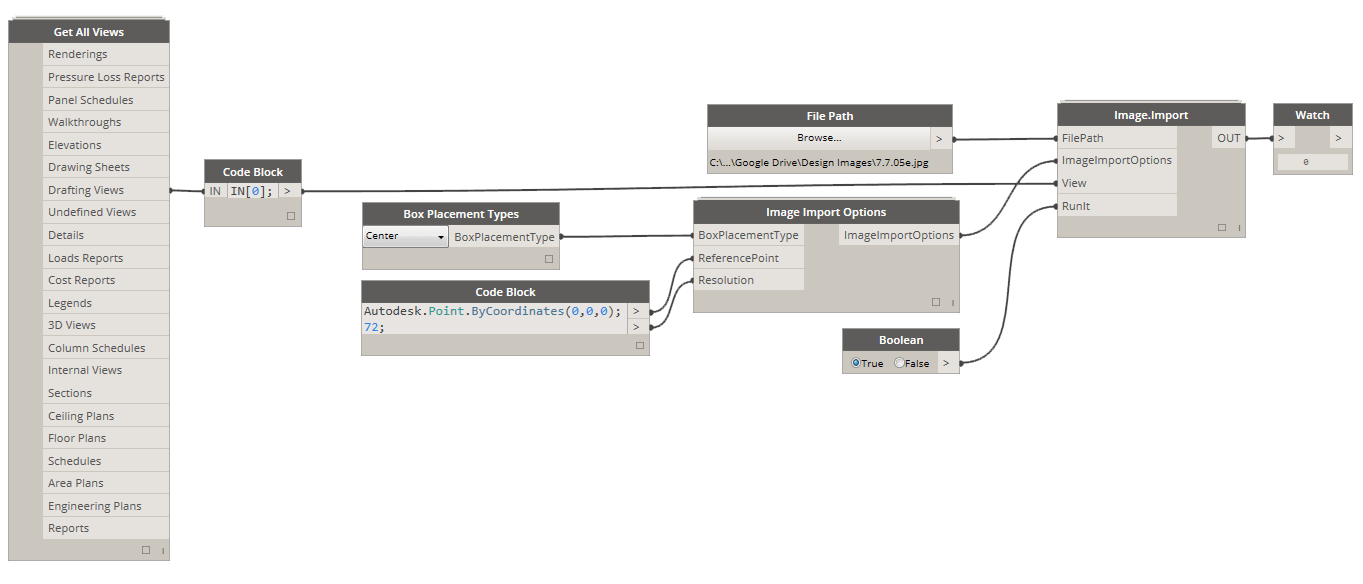 Get All Views
Renderings
Pressure Loss Reports
Panel Schedules
Walkthroughs
Elevations
Drawing Sheets
Drafting Views
Undefined Views
Details
Loads Reports
Cost Reports
Legends
3D Views
Column Schedules
Internal Views
Sections
Ceiling Plans
Floor Plans
Schedules
Area Plans
Engineering Plans
Reports
Code Block
IN IN[0]; >
Box Placement Types
Center BoxPlacementType
Code Block
Autodesk.Point.ByCoordinates(0,0,0); >
72; >
File Path
Browse... >
C:\...\Google Drive\Design Images\7.7.05e.jpg
Image Import Options
BoxPlacementType ImageImportOptions
ReferencePoint
Resolution
Boolean
True False >
Image.Import
FilePath OUT
ImageImportOptions
View
RunIt
Watch
> >
0